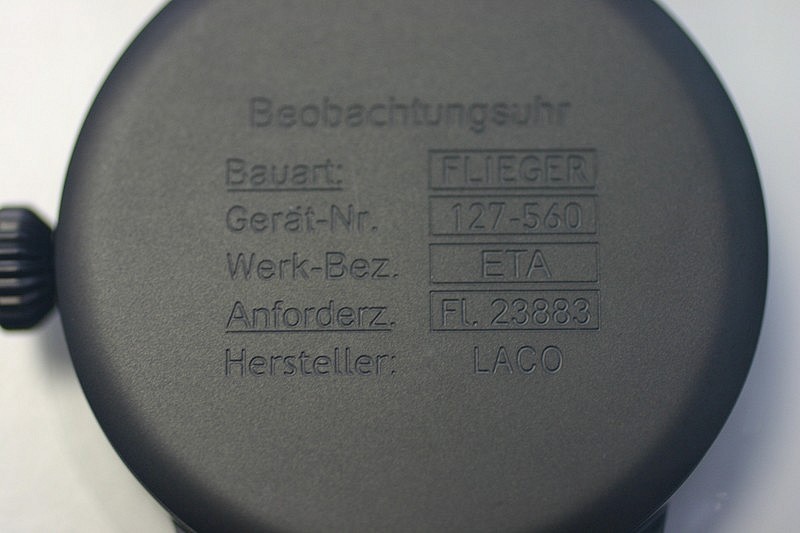 Beobachtungsuhr
Bauart: FLIEGER
Gerät-Nr. 127-560
Werk-Bez. ETA
Anforderz. Fl. 23883
Hersteller: LACO